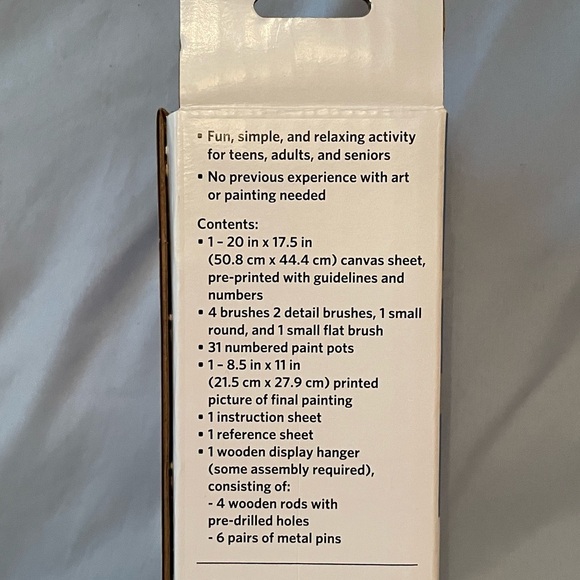 ▪ Fun, simple, and relaxing activity
for teens, adults, and seniors
▪ No previous experience with art
or painting needed
Contents:
▪ 1 – 20 in x 17.5 in
(50.8 cm x 44.4 cm) canvas sheet,
pre-printed with guidelines and
numbers
▪ 4 brushes 2 detail brushes, 1 small
round, and 1 small flat brush
▪ 31 numbered paint pots
▪ 1 – 8.5 in x 11 in
(21.5 cm x 27.9 cm) printed
picture of final painting
▪ 1 instruction sheet
▪ 1 reference sheet
▪ 1 wooden display hanger
(some assembly required),
consisting of:
- 4 wooden rods with
pre-drilled holes
- 6 pairs of metal pins